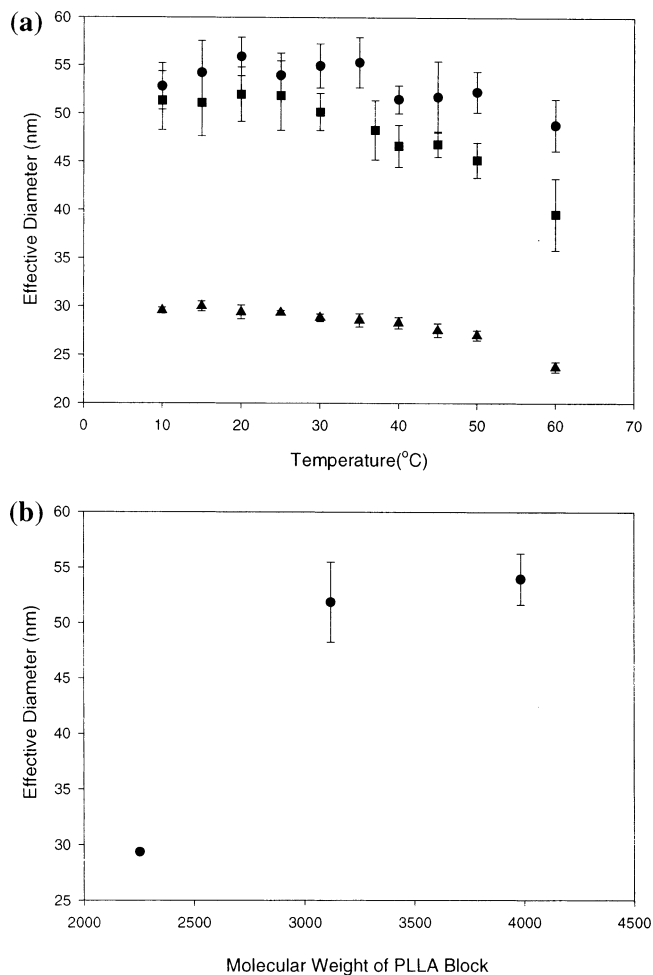 (a)
60
55
50
45
40
35
30
25
20
Effective Diameter (nm)
0 10 20 30 40 50 60 70
Temperature(°C)
(b)
60
55
50
45
40
35
30
25
Effective Diameter (nm)
2000 2500 3000 3500 4000 4500
Molecular Weight of PLLA Block